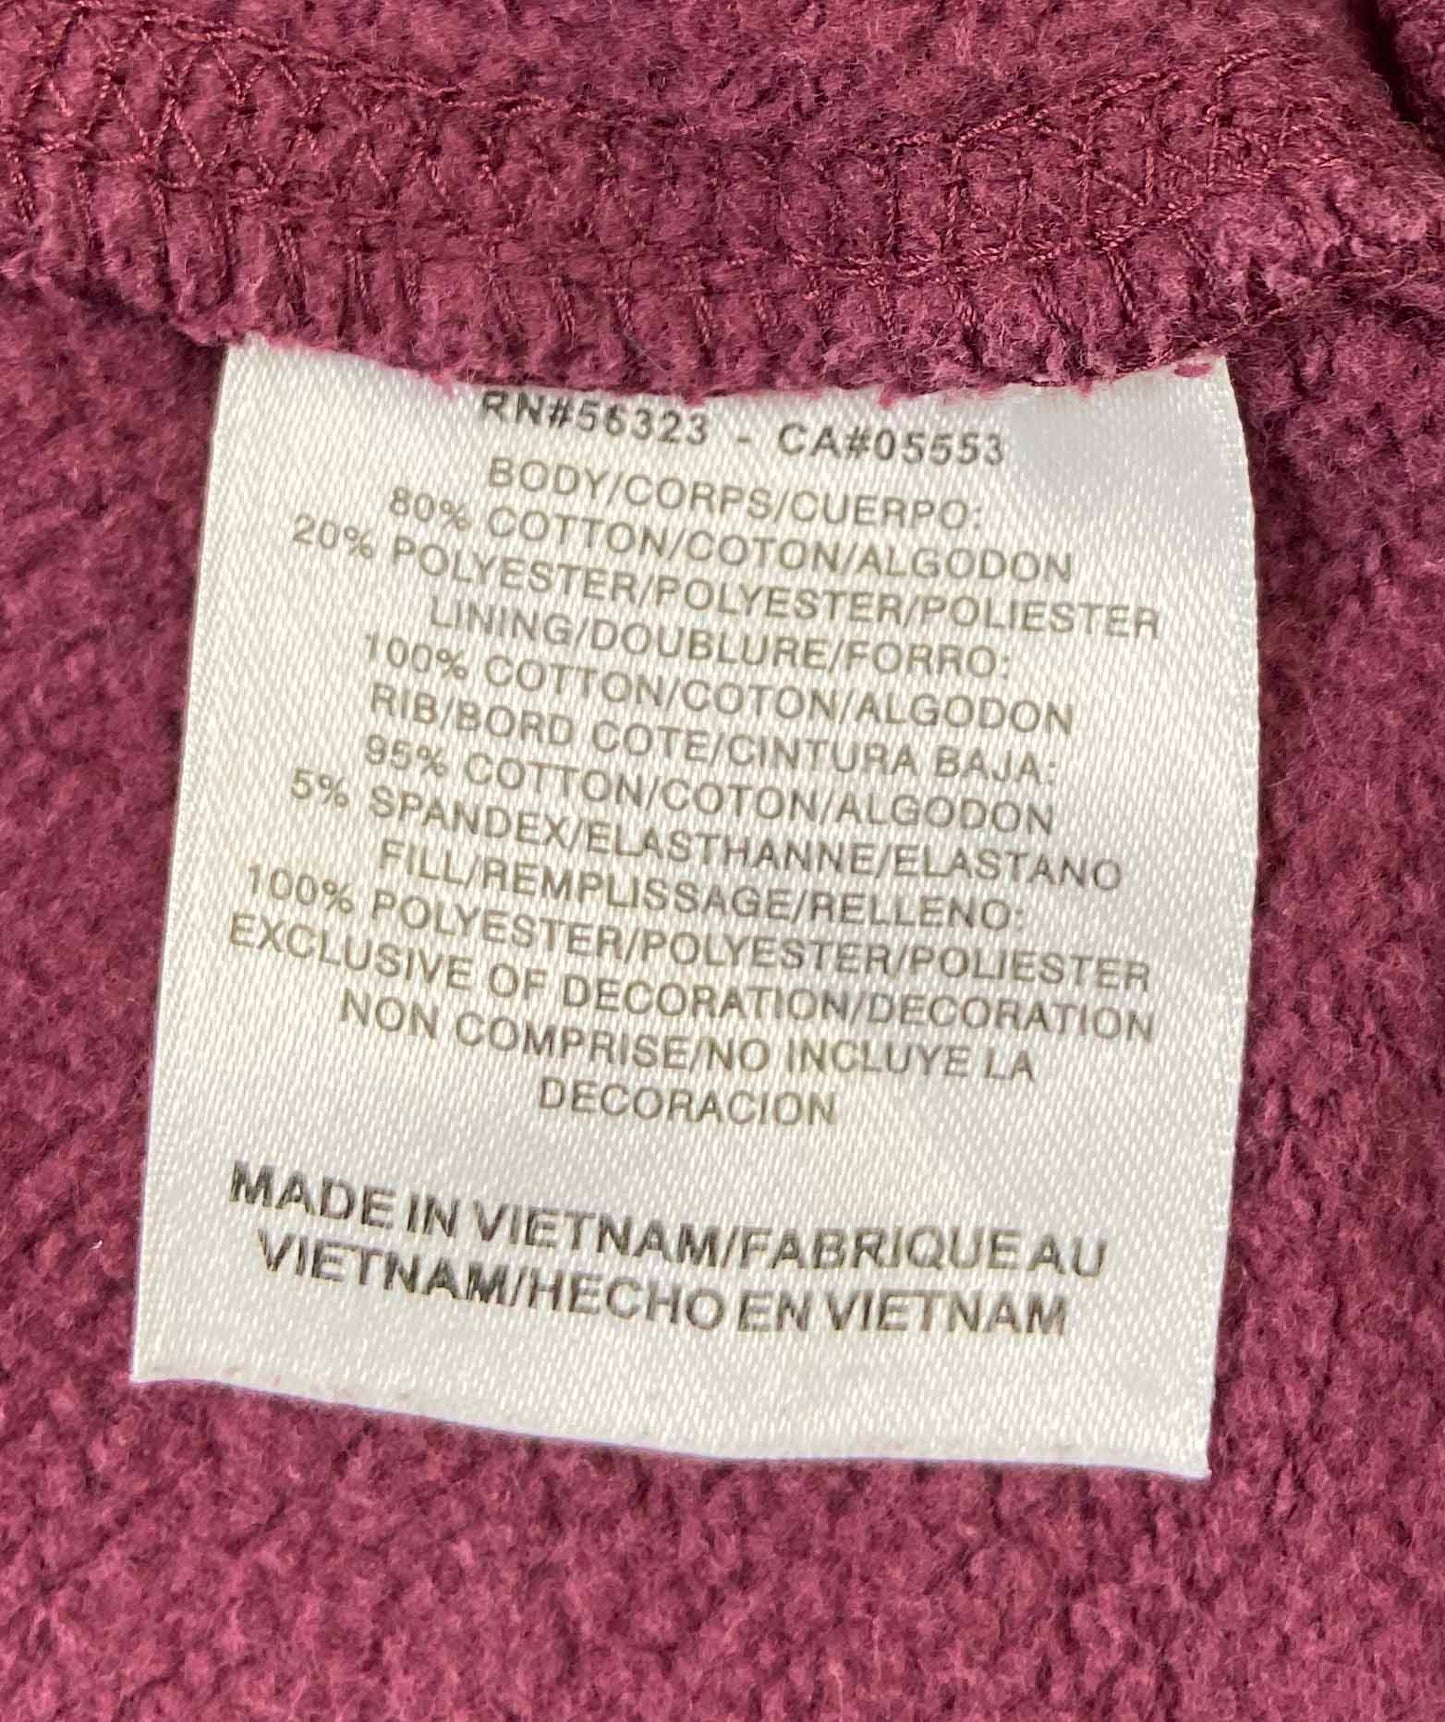 RN#56323 - CA#05553
BODY/CORPS/CUERPO:
80% COTTON/COTON/ALGODON
20% POLYESTER/POLYESTER/POLIESTER
LINING/DOUBLURE/FORRO:
100% COTTON/COTON/ALGODON
RIB/BORD COTE/CINTURA BAJA:
95% COTTON/COTON/ALGODON
5% SPANDEX/ELASTHANNE/ELASTANO
FILL/REMPLISSAGE/RELLENO:
100% POLYESTER/POLYESTER/POLIESTER
EXCLUSIVE OF DECORATION/DECORATION
NON COMPRISE/NO INCLUYE LA
DECORACION
MADE IN VIETNAM/FABRIQUE AU
VIETNAM/HECHO EN VIETNAM